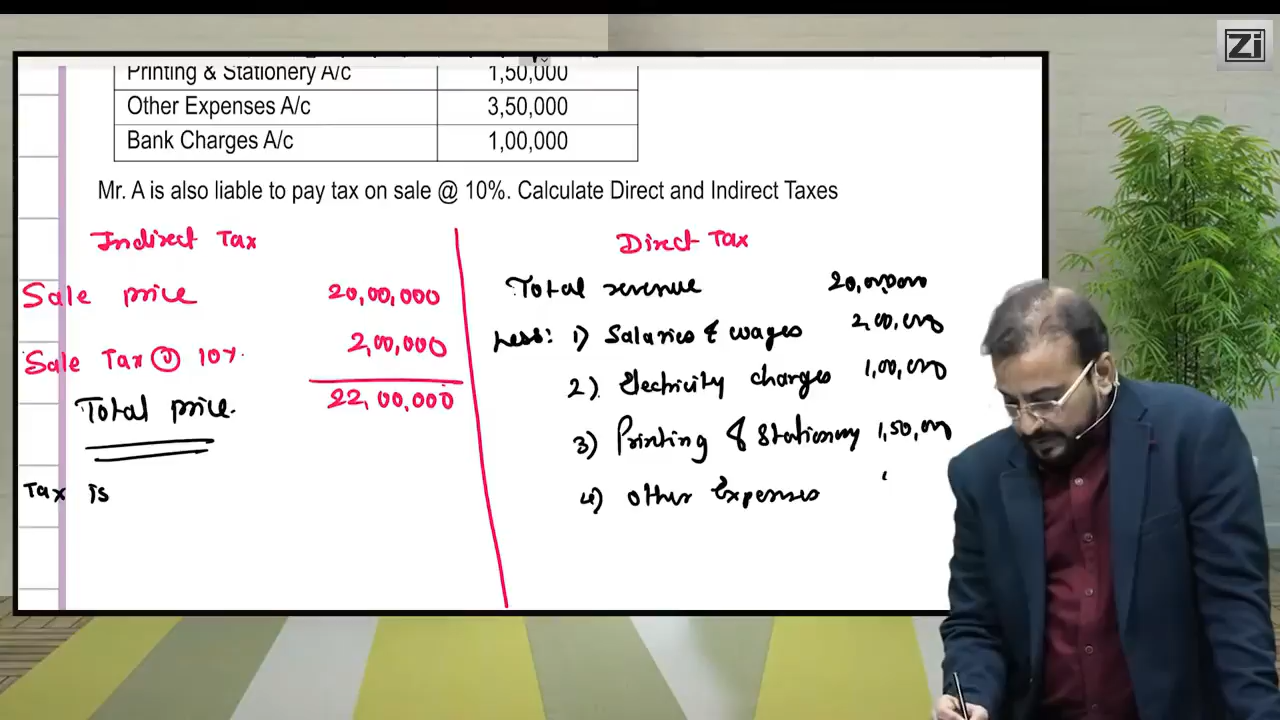 Zi
Printing & Stationery A/c 1,50,000
Other Expenses A/c 3,50,000
Bank Charges A/c 1,00,000
Mr. A is also liable to pay tax on sale @ 10%. Calculate Direct and Indirect Taxes
Indirect Tax
Sale price 20,00,000
Sale Tax @ 10%. 2,00,000
22,00,000
Total price.
Tax is
Direct Tax
Total revenue 20,00,000
Less: 1) Salaries & wages 2,00,000
2) Electricity charges 1,00,000
3) Printing & Stationery 1,50,000
4) Other Expenses